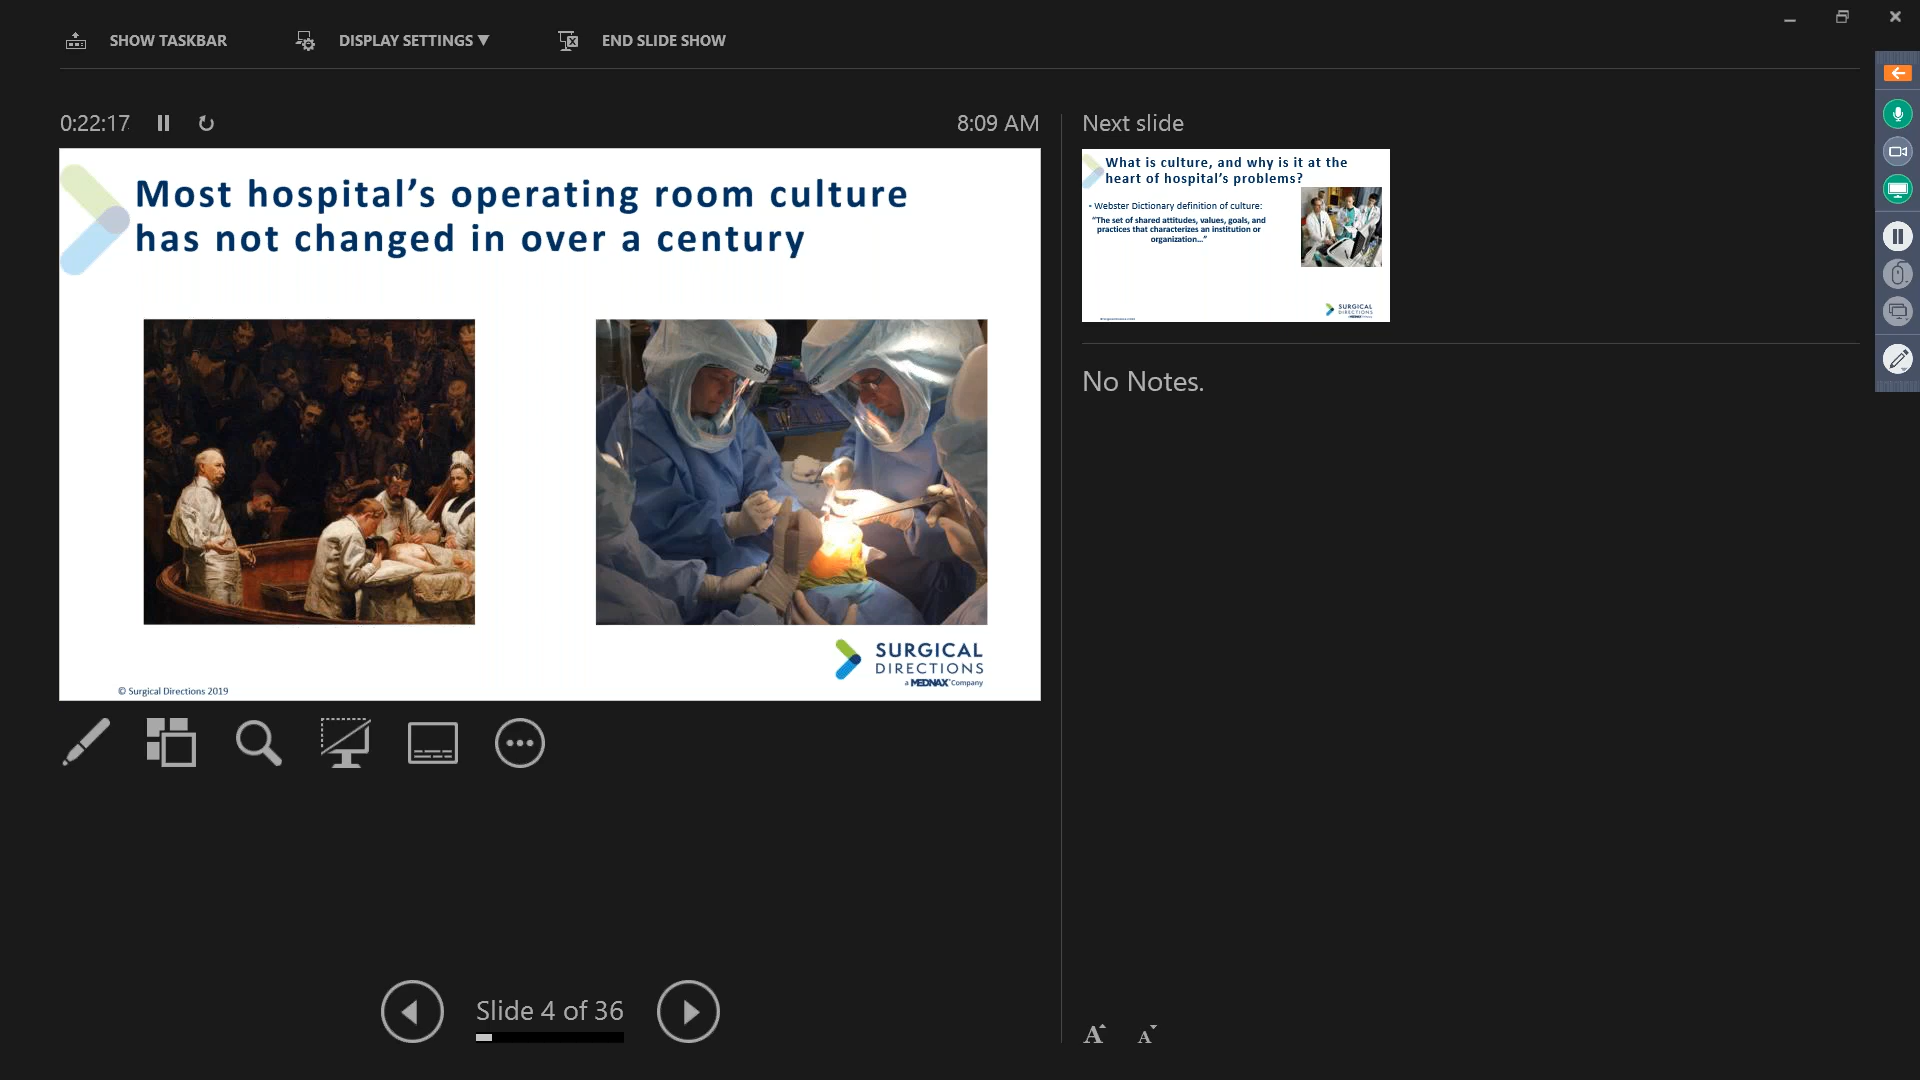 SHOW TASKBAR
DISPLAY SETTINGS ▼
END SLIDE SHOW
0:22:17
8:09 AM
Most hospital’s operating room culture
has not changed in over a century
SURGICAL
DIRECTIONS
a MEDNAX Company
© Surgical Directions 2019
Slide 4 of 36
Next slide
What is culture, and why is it at the
heart of hospital’s problems?
• Webster Dictionary definition of culture:
“The set of shared attitudes, values, goals, and
practices that characterizes an institution or
organization...”
SURGICAL
DIRECTIONS
No Notes.
A
A